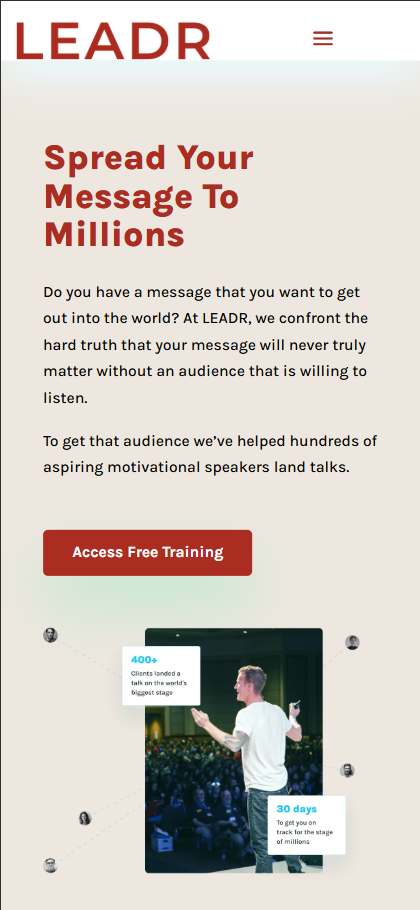 LEADR
Spread Your
Message To
Millions
Do you have a message that you want to get
out into the world? At LEADR, we confront the
hard truth that your message will never truly
matter without an audience that is willing to
listen.
To get that audience we’ve helped hundreds of
aspiring motivational speakers land talks.
Access Free Training
400+
Clients landed a
talk on the world's
biggest stage
30 days
To get you on
track for the stage
of millions